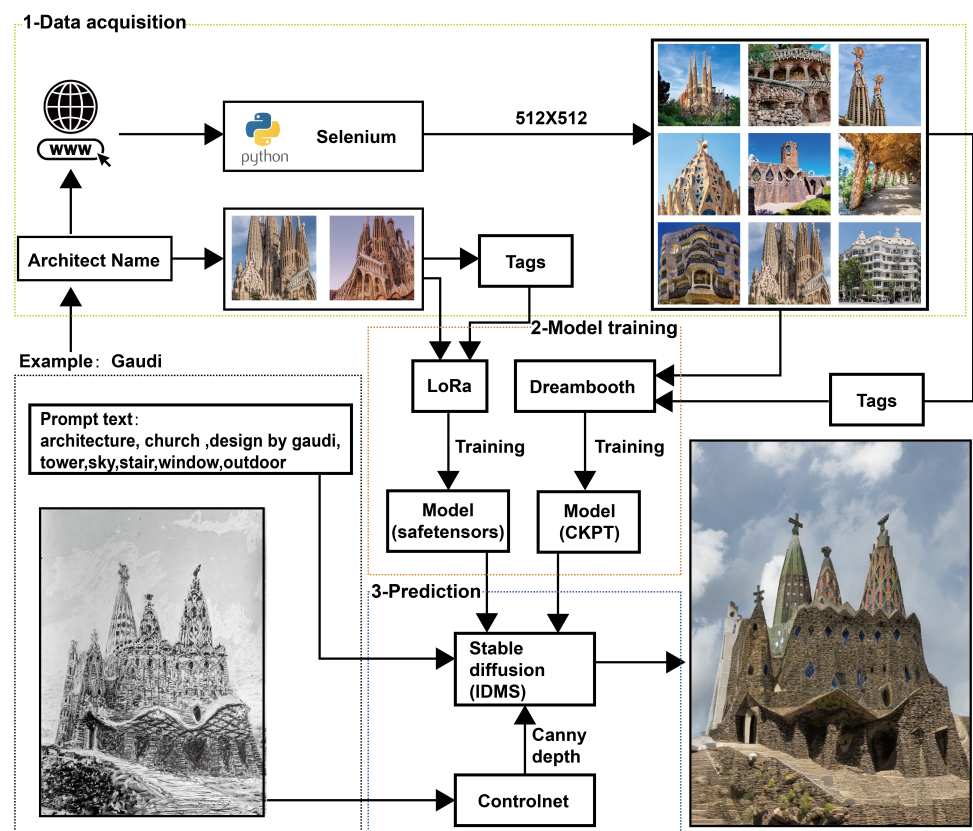 1-Data acquisition
WWW
python
Selenium
512X512
Architect Name
Tags
2-Model training
Example: Gaudi
LoRa
Dreambooth
Tags
Prompt text:
architecture, church ,design by gaudi,
tower,sky,stair,window,outdoor
Training
Training
Model
(safetensors)
Model
(CKPT)
3-Prediction
Stable
diffusion
(IDMS)
Canny
depth
Controlnet